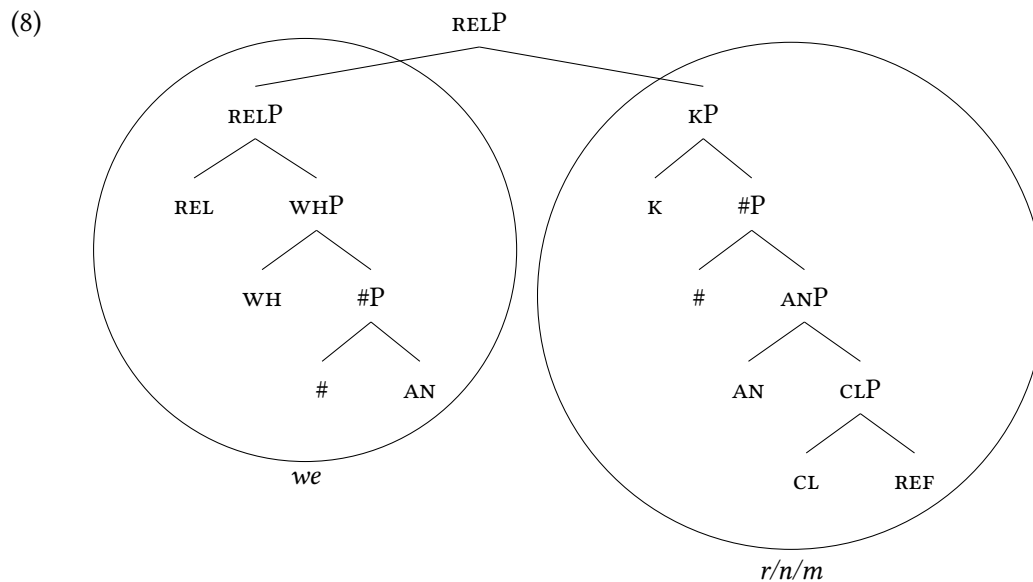 (8)
RELP
RELP KP
REL WHP K #P
WH #P # ANP
# AN AN CLP
we CL REF
r/n/m